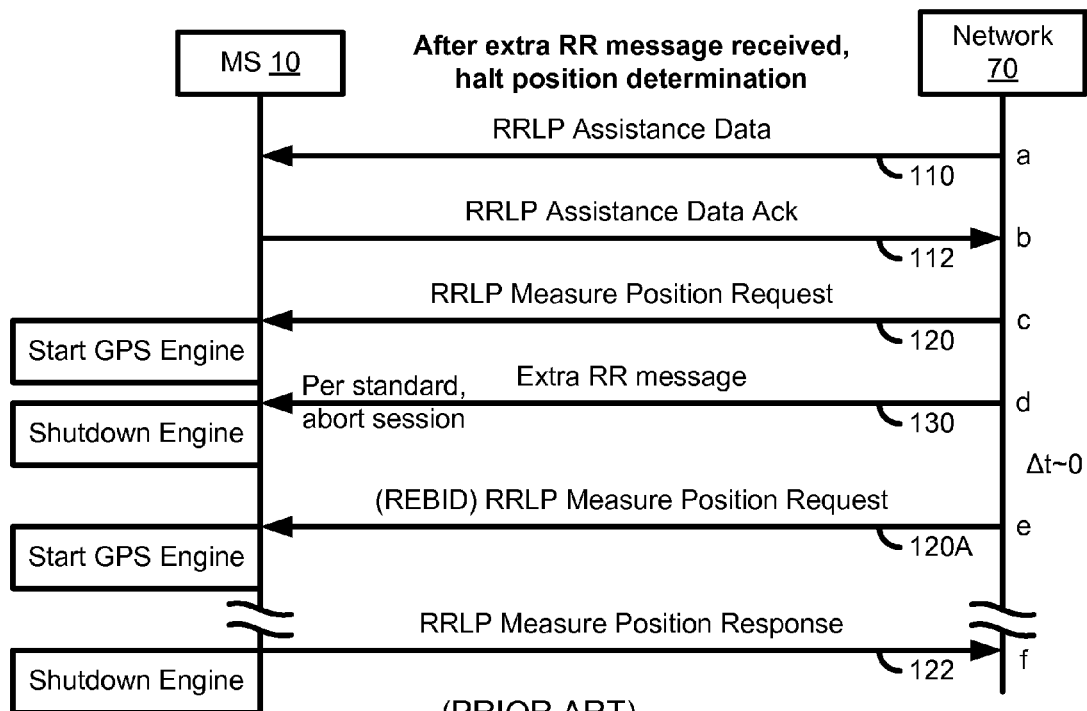 MS 10
After extra RR message received,
halt position determination
Network
70
RRLP Assistance Data
a
110
RRLP Assistance Data Ack
b
112
RRLP Measure Position Request
c
120
Start GPS Engine
Per standard,
abort session
Extra RR message
d
130
Shutdown Engine
Δt~0
(REBID) RRLP Measure Position Request
e
120A
Start GPS Engine
RRLP Measure Position Response
f
122
Shutdown Engine
(PRIOR ART)